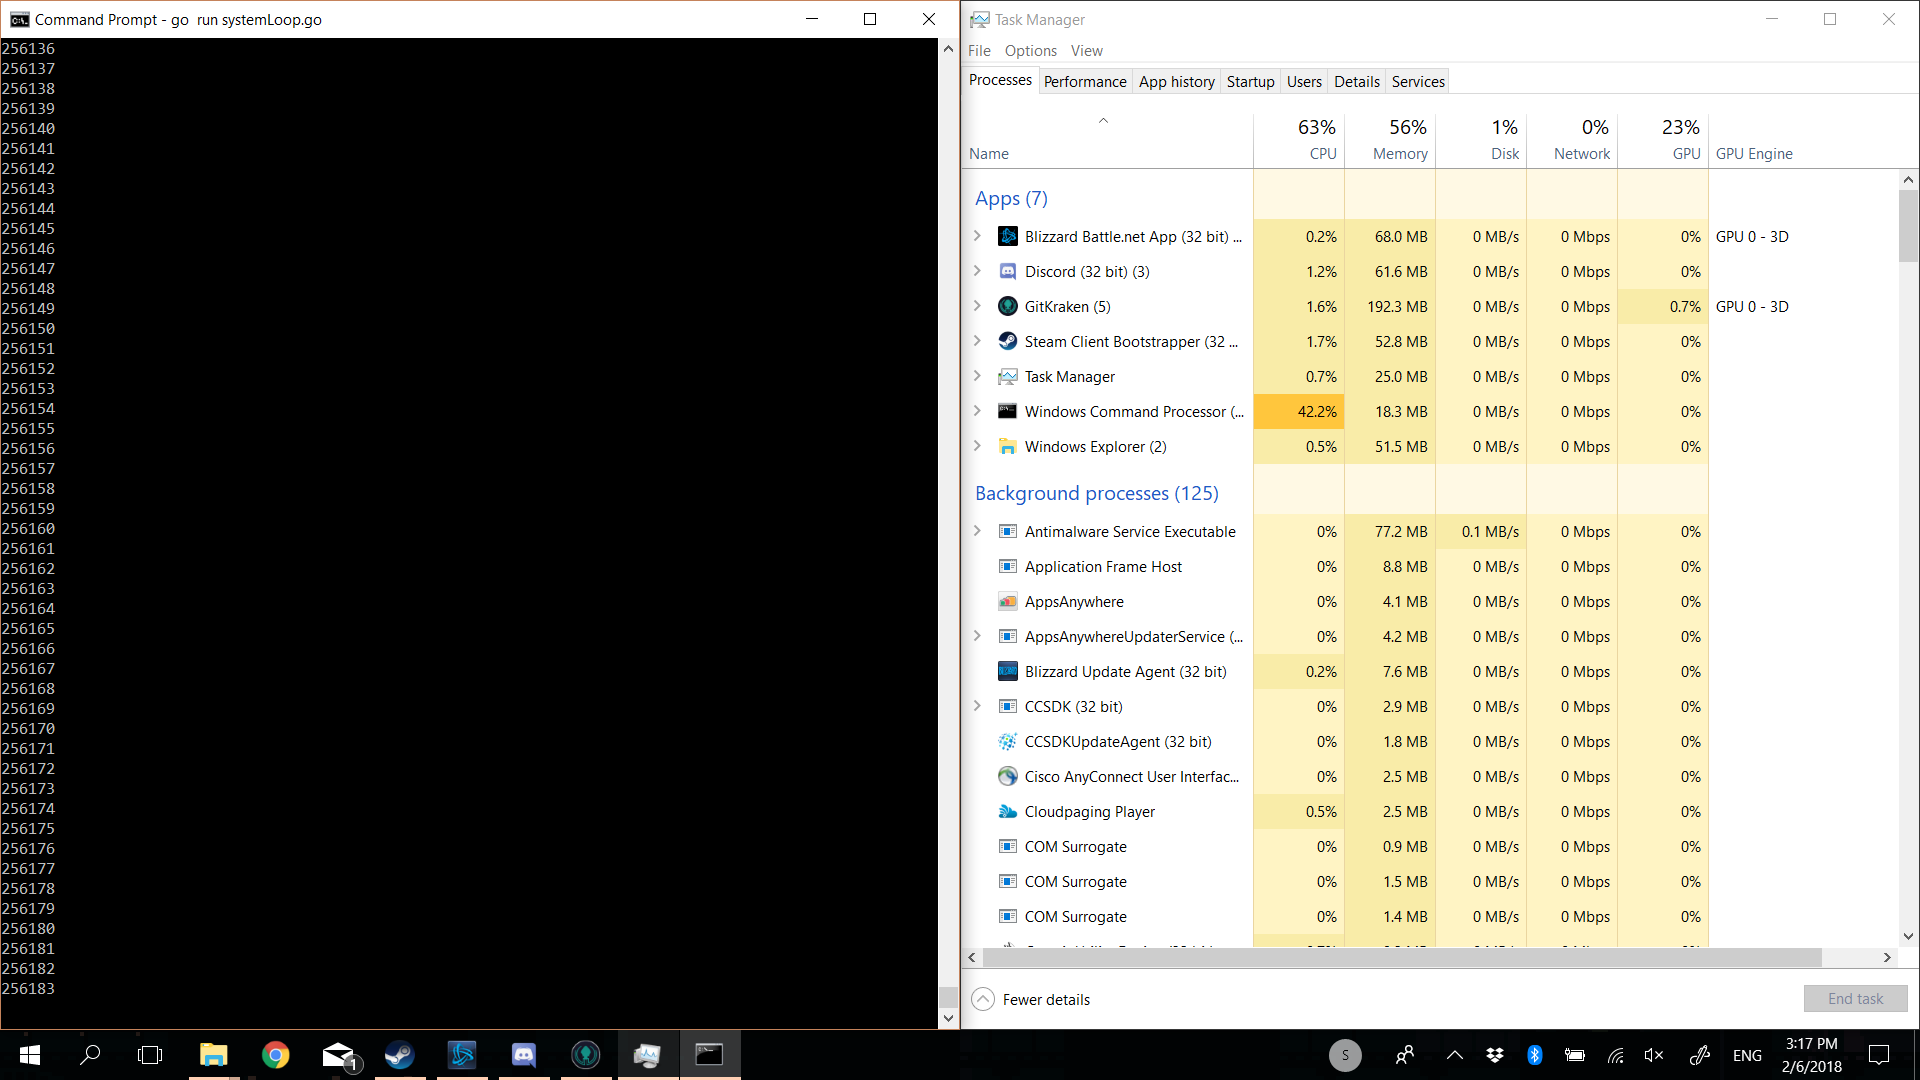 Command Prompt - go  run systemLoop.go
256136
256137
256138
256139
256140
256141
256142
256143
256144
256145
256146
256147
256148
256149
256150
256151
256152
256153
256154
256155
256156
256157
256158
256159
256160
256161
256162
256163
256164
256165
256166
256167
256168
256169
256170
256171
256172
256173
256174
256175
256176
256177
256178
256179
256180
256181
256182
256183
Task Manager
File Options View
Processes Performance App history Startup Users Details Services
63% 56% 1% 0% 23%
Name CPU Memory Disk Network GPU GPU Engine
Apps (7)
Blizzard Battle.net App (32 bit) ... 0.2% 68.0 MB 0 MB/s 0 Mbps 0% GPU 0 - 3D
Discord (32 bit) (3) 1.2% 61.6 MB 0 MB/s 0 Mbps 0%
GitKraken (5) 1.6% 192.3 MB 0 MB/s 0 Mbps 0.7% GPU 0 - 3D
Steam Client Bootstrapper (32 ... 1.7% 52.8 MB 0 MB/s 0 Mbps 0%
Task Manager 0.7% 25.0 MB 0 MB/s 0 Mbps 0%
Windows Command Processor (... 42.2% 18.3 MB 0 MB/s 0 Mbps 0%
Windows Explorer (2) 0.5% 51.5 MB 0 MB/s 0 Mbps 0%
Background processes (125)
Antimalware Service Executable 0% 77.2 MB 0.1 MB/s 0 Mbps 0%
Application Frame Host 0% 8.8 MB 0 MB/s 0 Mbps 0%
AppsAnywhere 0% 4.1 MB 0 MB/s 0 Mbps 0%
AppsAnywhereUpdaterService (... 0% 4.2 MB 0 MB/s 0 Mbps 0%
Blizzard Update Agent (32 bit) 0.2% 7.6 MB 0 MB/s 0 Mbps 0%
CCSDK (32 bit) 0% 2.9 MB 0 MB/s 0 Mbps 0%
CCSDKUpdateAgent (32 bit) 0% 1.8 MB 0 MB/s 0 Mbps 0%
Cisco AnyConnect User Interfac... 0% 2.5 MB 0 MB/s 0 Mbps 0%
Cloudpaging Player 0.5% 2.5 MB 0 MB/s 0 Mbps 0%
COM Surrogate 0% 0.9 MB 0 MB/s 0 Mbps 0%
COM Surrogate 0% 1.5 MB 0 MB/s 0 Mbps 0%
COM Surrogate 0% 1.4 MB 0 MB/s 0 Mbps 0%
Fewer details End task
1 S ENG 3:17 PM
2/6/2018